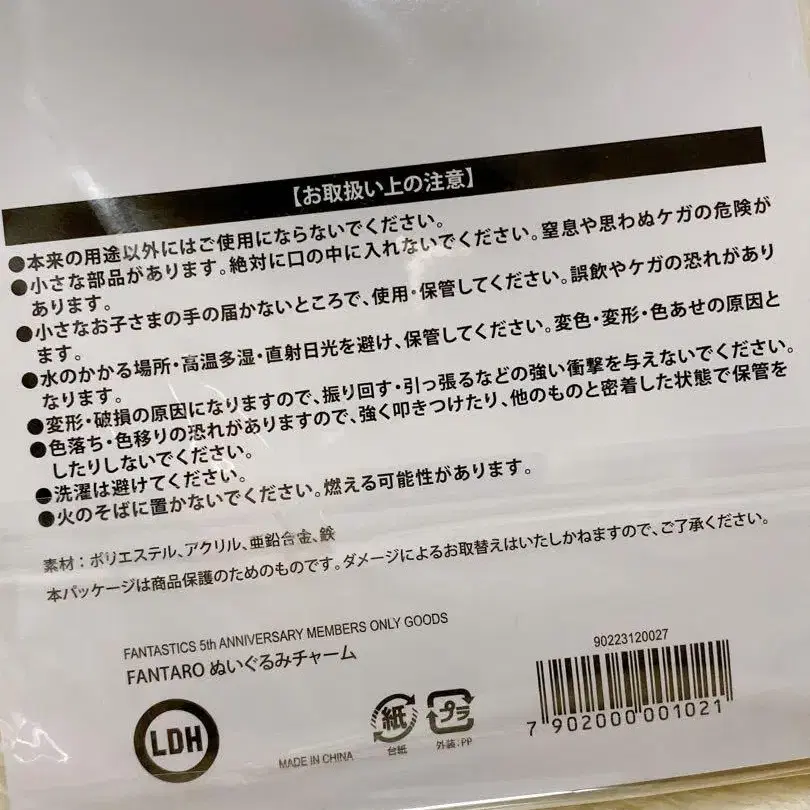 【お取扱い上の注意】
●本来の用途以外にはご使用にならないでください。
●小さな部品があります。絶対に口の中に入れないでください。窒息や思わぬケガの危険が
あります。
●小さなお子さまの手の届かないところで、使用・保管してください。誤飲やケガの恐れがあり
ます。
●水のかかる場所・高温多湿・直射日光を避け、保管してください。変色・変形・色あせの原因と
なります。
●変形・破損の原因になりますので、振り回す・引っ張るなどの強い衝撃を与えないでください。
●色落ち・色移りの恐れがありますので、強く叩きつけたり、他のものと密着した状態で保管を
したりしないでください。
●洗濯は避けてください。
●火のそばに置かないでください。燃える可能性があります。
素材：ポリエステル、アクリル、亜鉛合金、鉄
本パッケージは商品保護のためのものです。ダメージによるお取替えはいたしかねますので、ご了承ください。
FANTASTICS 5th ANNIVERSARY MEMBERS ONLY GOODS
FANTARO ぬいぐるみチャーム
LDH
MADE IN CHINA
紙
台紙
プラ
外装：PP
90223120027
7902000001021